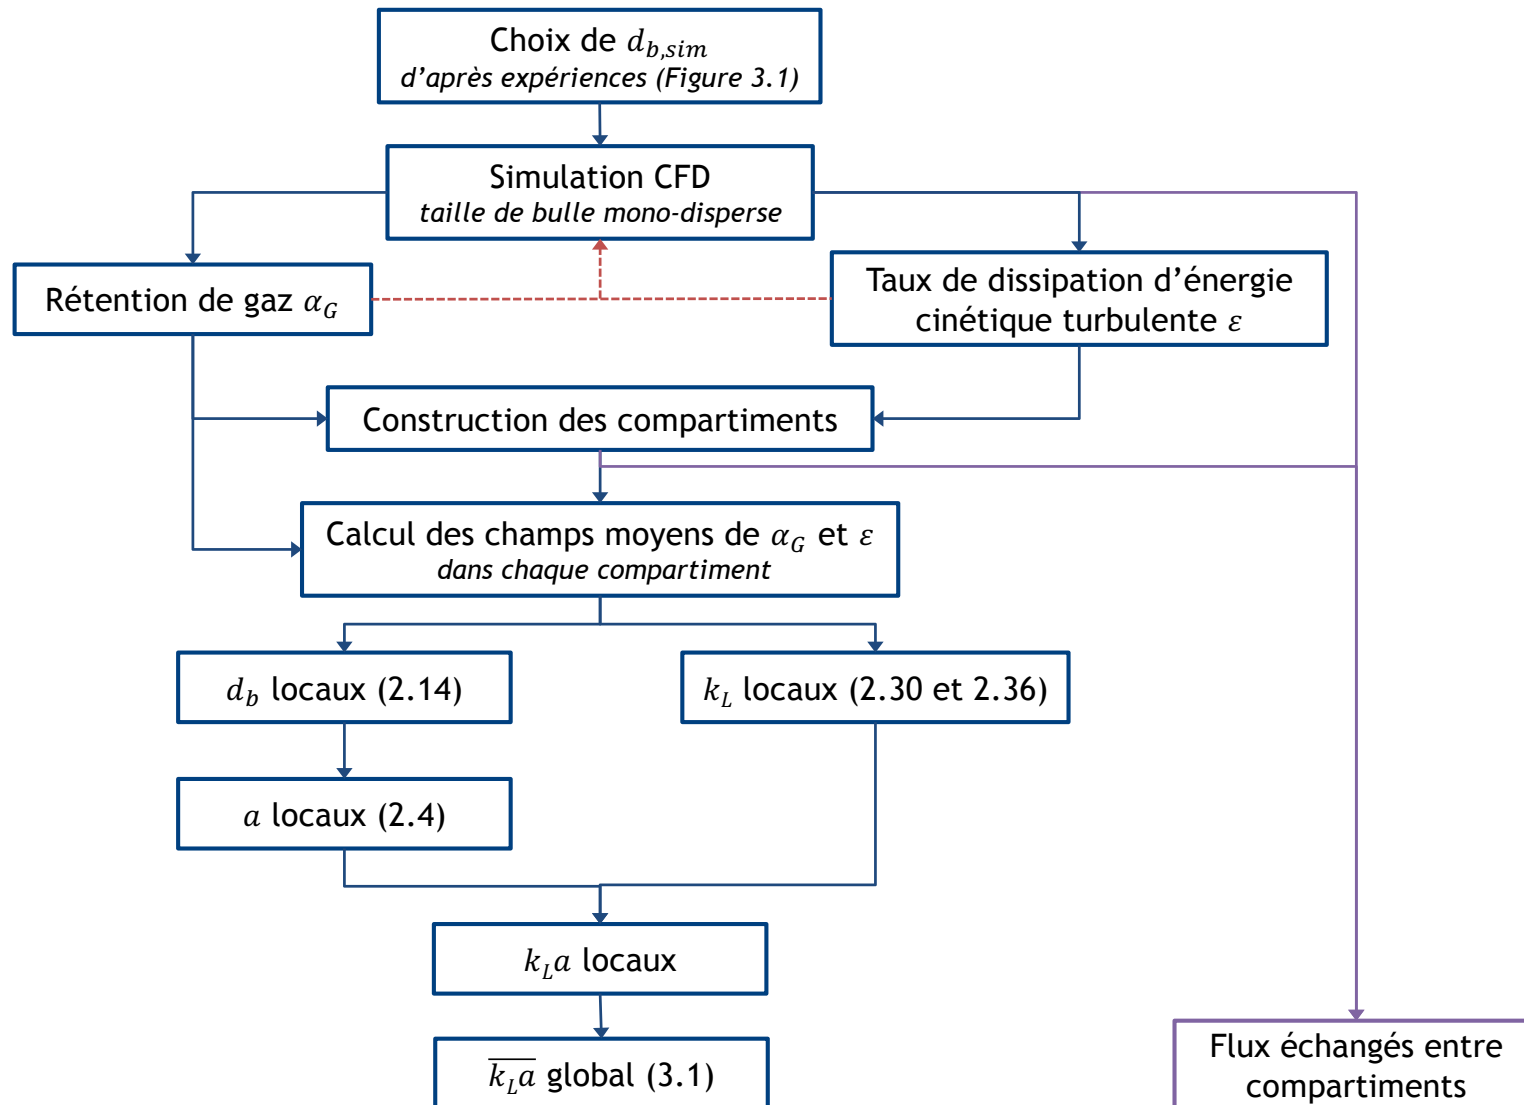 Choix de d_{b,sim}
d'après expériences (Figure 3.1)
Simulation CFD
taille de bulle mono-disperse
Rétention de gaz α_G
Taux de dissipation d'énergie
cinétique turbulente ε
Construction des compartiments
Calcul des champs moyens de α_G et ε
dans chaque compartiment
d_b locaux (2.14)
k_L locaux (2.30 et 2.36)
a locaux (2.4)
k_L a locaux
\overline{k_L a} global (3.1)
Flux échangés entre
compartiments